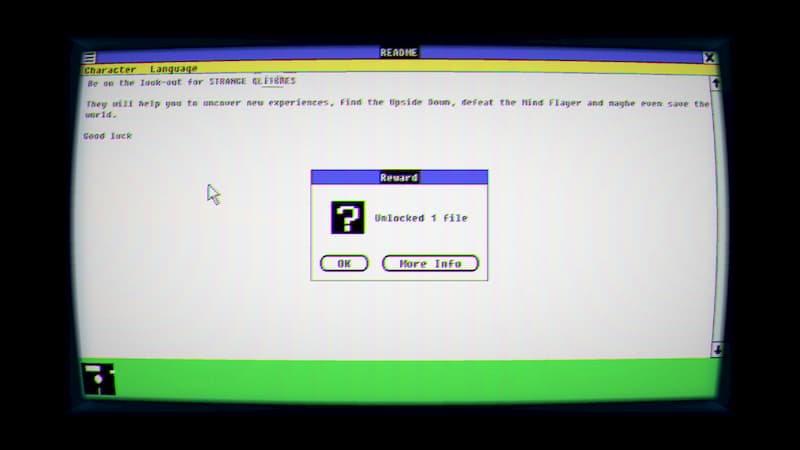 README
Character Language
Be on the look-out for STRANGE GLITCHES
They will help you to uncover new experiences, find the Upside Down, defeat the Mind Flayer and maybe even save the
world.
Good luck
Reward
?
Unlocked 1 file
OK More Info